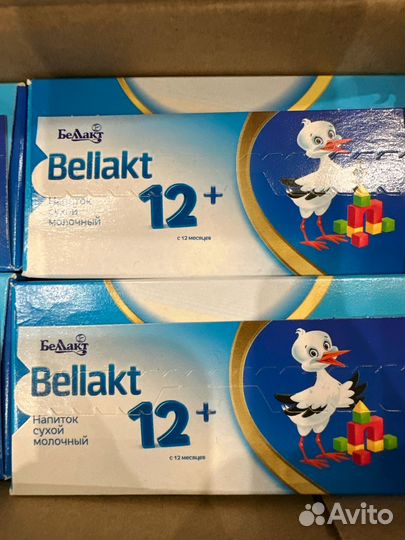 Беллакт
Bellakt
12+
Напиток
сухой
молочный
с 12 месяцев
Беллакт
Bellakt
12+
Напиток
сухой
молочный
с 12 месяцев
Avito